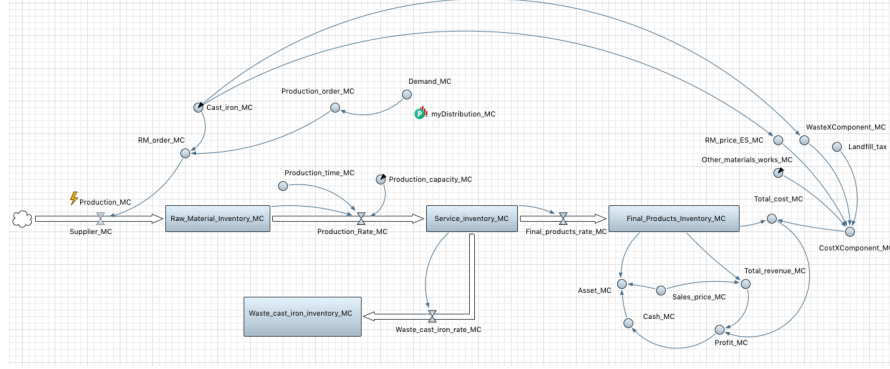 Demand_MC
Production_order_MC
Cast_iron_MC
myDistribution_MC
WasteXComponent_MC
RM_order_MC
RM_price_ES_MC
Landfill_tax
Other_materials_works_MC
Production_time_MC
Production_capacity_MC
Production_MC
Total_cost_MC
Raw_Material_Inventory_MC
Service_inventory_MC
Final_Products_Inventory_MC
Supplier_MC
Production_Rate_MC
Final_products_rate_MC
CostXComponent_MC
Total_revenue_MC
Asset_MC
Sales_price_MC
Waste_cast_iron_inventory_MC
Cash_MC
Waste_cast_iron_rate_MC
Profit_MC